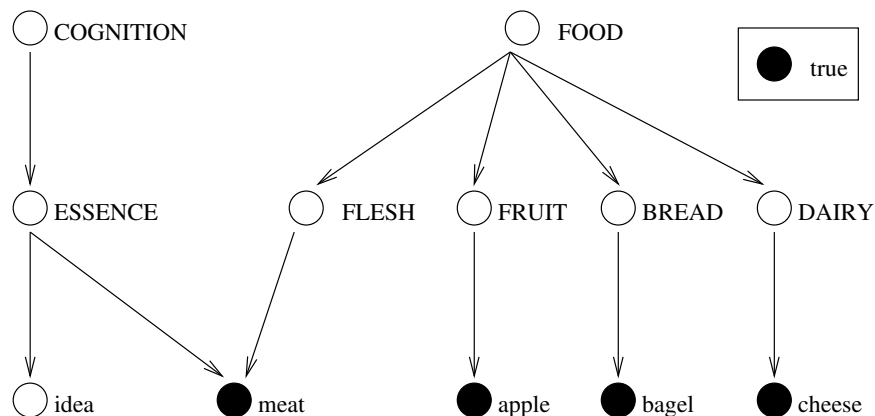 COGNITION
FOOD
true
ESSENCE
FLESH
FRUIT
BREAD
DAIRY
idea
meat
apple
bagel
cheese